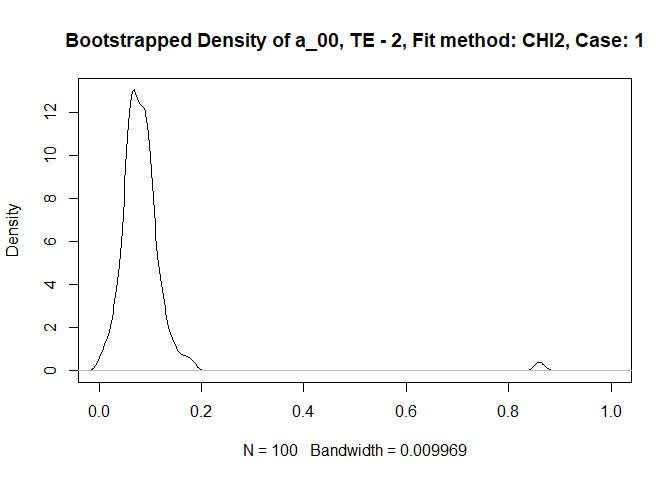 Bootstrapped Density of a_00, TE - 2, Fit method: CHI2, Case: 1
Density
12
10
8
6
4
2
0
0.0 0.2 0.4 0.6 0.8 1.0
N = 100 Bandwidth = 0.009969